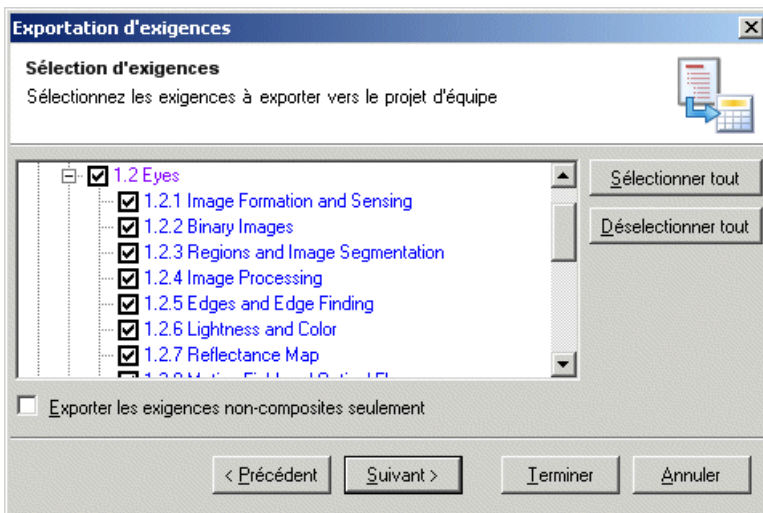 Exportation d'exigences
Sélection d'exigences
Sélectionnez les exigences à exporter vers le projet d'équipe
1.2 Eyes
1.2.1 Image Formation and Sensing
1.2.2 Binary Images
1.2.3 Regions and Image Segmentation
1.2.4 Image Processing
1.2.5 Edges and Edge Finding
1.2.6 Lightness and Color
1.2.7 Reflectance Map
Sélectionner tout
Déselectionner tout
Exporter les exigences non-composites seulement
< Précédent
Suivant >
Terminer
Annuler